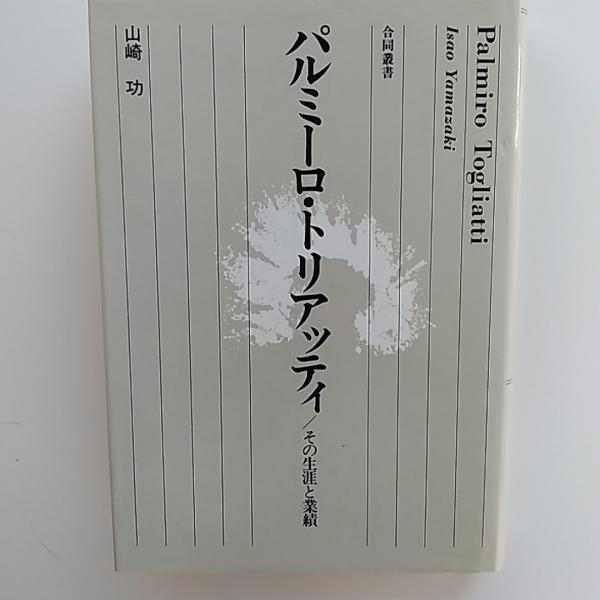 Palmiro Togliatti
Isao Yamazaki
合同叢書
パルミーロ・トリアッティ/その生涯と業績
山崎 功